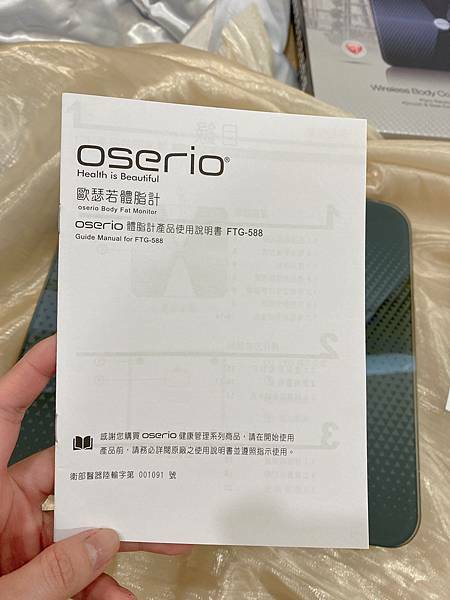 Wireless Body Co
oserio®
Health is Beautiful
歐瑟若體脂計
oserio Body Fat Monitor
oserio 體脂計產品使用說明書 FTG-588
Guide Manual for FTG-588
感謝您購買 oserio 健康管理系列商品，請在開始使用
產品前，請務必詳閱原廠之使用說明書並遵照指示使用。
衛部醫器陸輸字第 001091 號